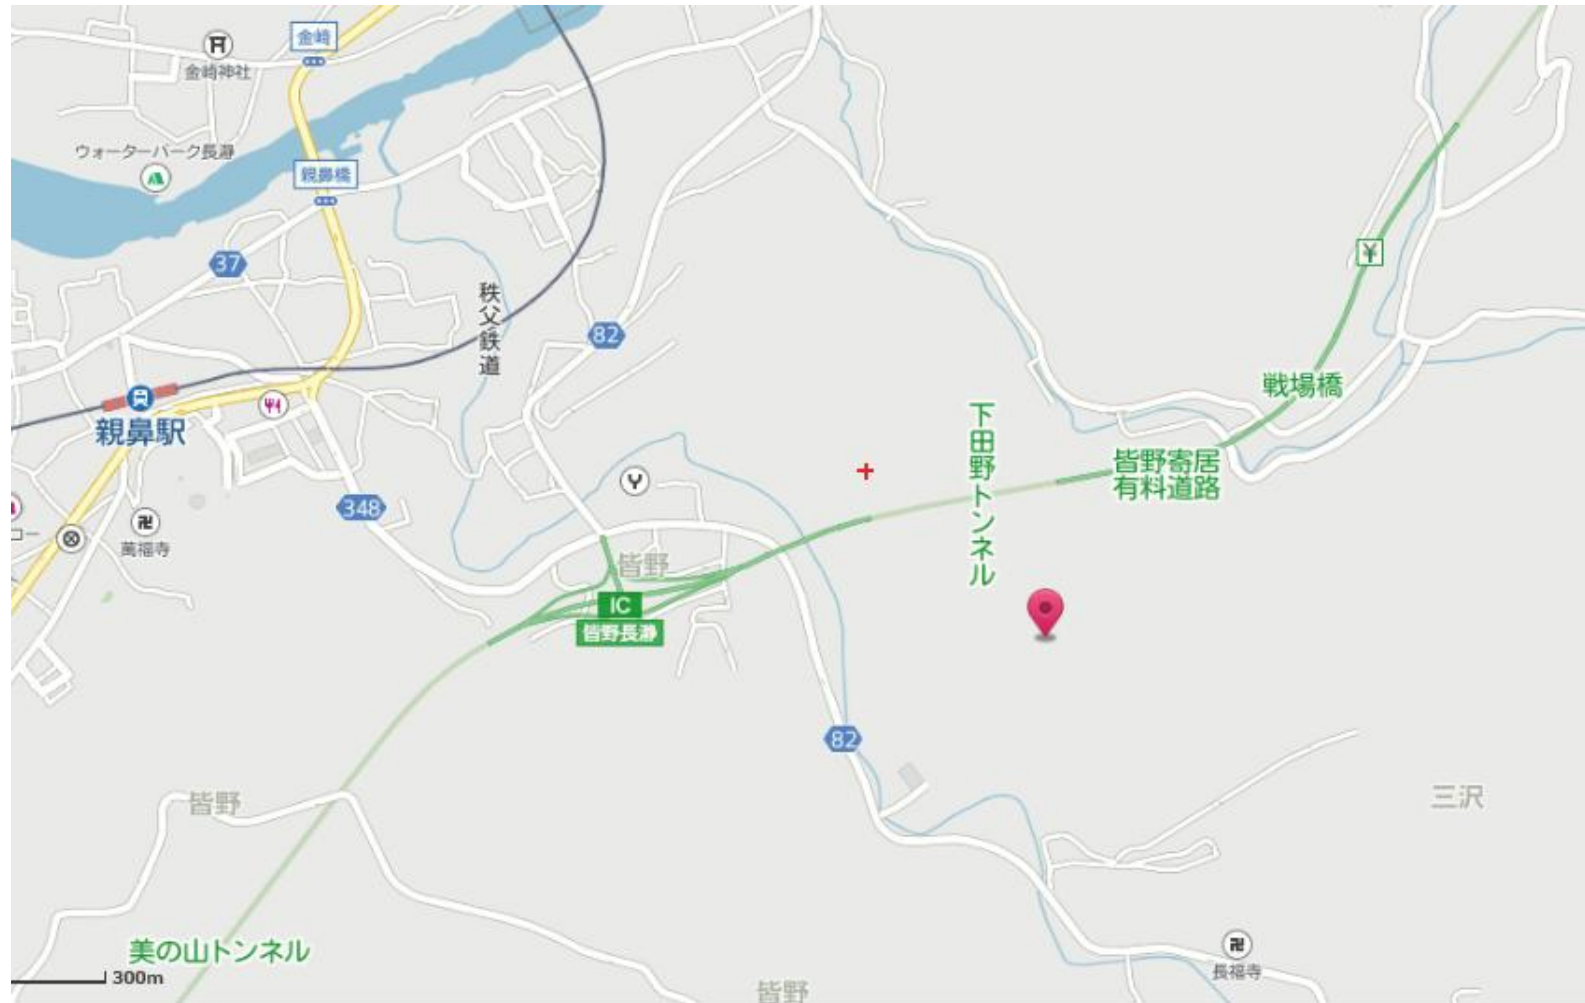 金崎
金崎神社
ウォーターパーク長瀞
親鼻橋
37
秩父鉄道
82
¥
戦場橋
親鼻駅
下田野トンネル
皆野寄居
有料道路
348
萬福寺
ロー
皆野
IC
皆野長瀞
82
皆野
三沢
美の山トンネル
長福寺
300m
皆野